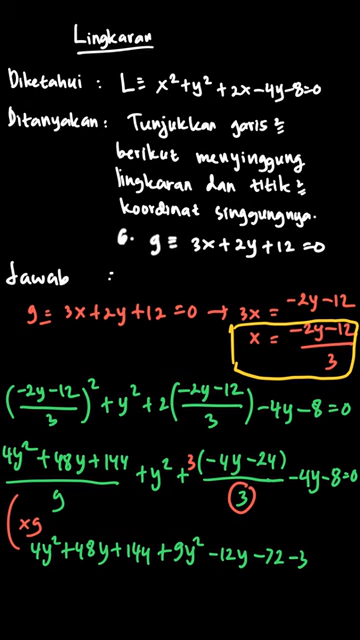 Lingkaran
Diketahui : L ≡ x² + y² + 2x - 4y - 8 = 0
Ditanyakan : Tunjukkan garis²
berikut menyinggung
lingkaran dan titik²
koordinat singgungnya.
6. g ≡ 3x + 2y + 12 = 0
Jawab :
g ≡ 3x + 2y + 12 = 0 → 3x = -2y - 12
x = (-2y - 12)/3
((-2y - 12)/3)² + y² + 2((-2y - 12)/3) - 4y - 8 = 0
(4y² + 48y + 144)/9 + y² + 3(-4y - 24)/3 - 4y - 8 = 0
(x9
4y² + 48y + 144 + 9y² - 12y - 72 - 3